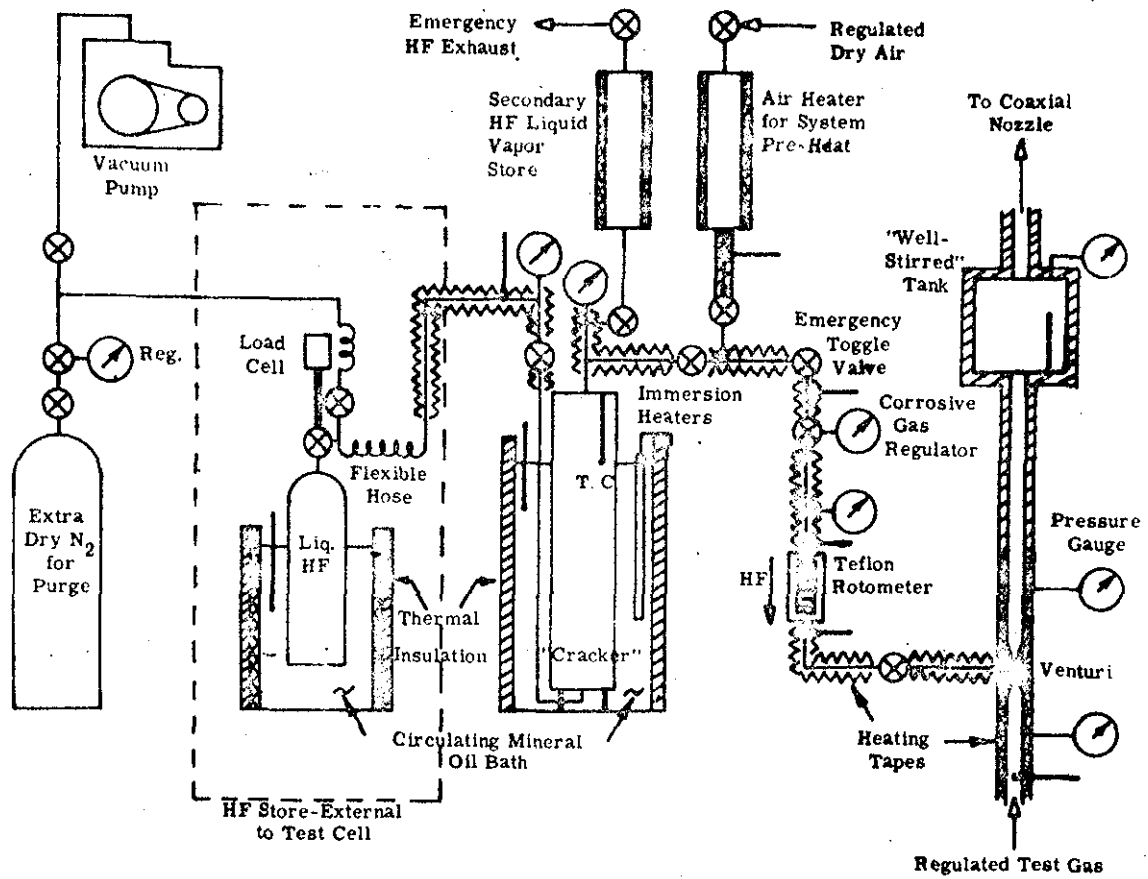 Emergency
HF Exhaust
Regulated
Dry Air
Secondary
HF Liquid
Vapor
Store
Air Heater
for System
Pre-Heat
To Coaxial
Nozzle
Vacuum
Pump
"Well-
Stirred"
Tank
Reg.
Load
Cell
Emergency
Toggle
Valve
Immersion
Heaters
Corrosive
Gas
Regulator
Flexible
Hose
T. C
Extra
Dry N2
for
Purge
Liq.
HF
Pressure
Gauge
HF
Teflon
Rotometer
Thermal
Insulation
"Cracker"
Venturi
Circulating Mineral
Oil Bath
Heating
Tapes
HF Store-External
to Test Cell
Regulated Test Gas